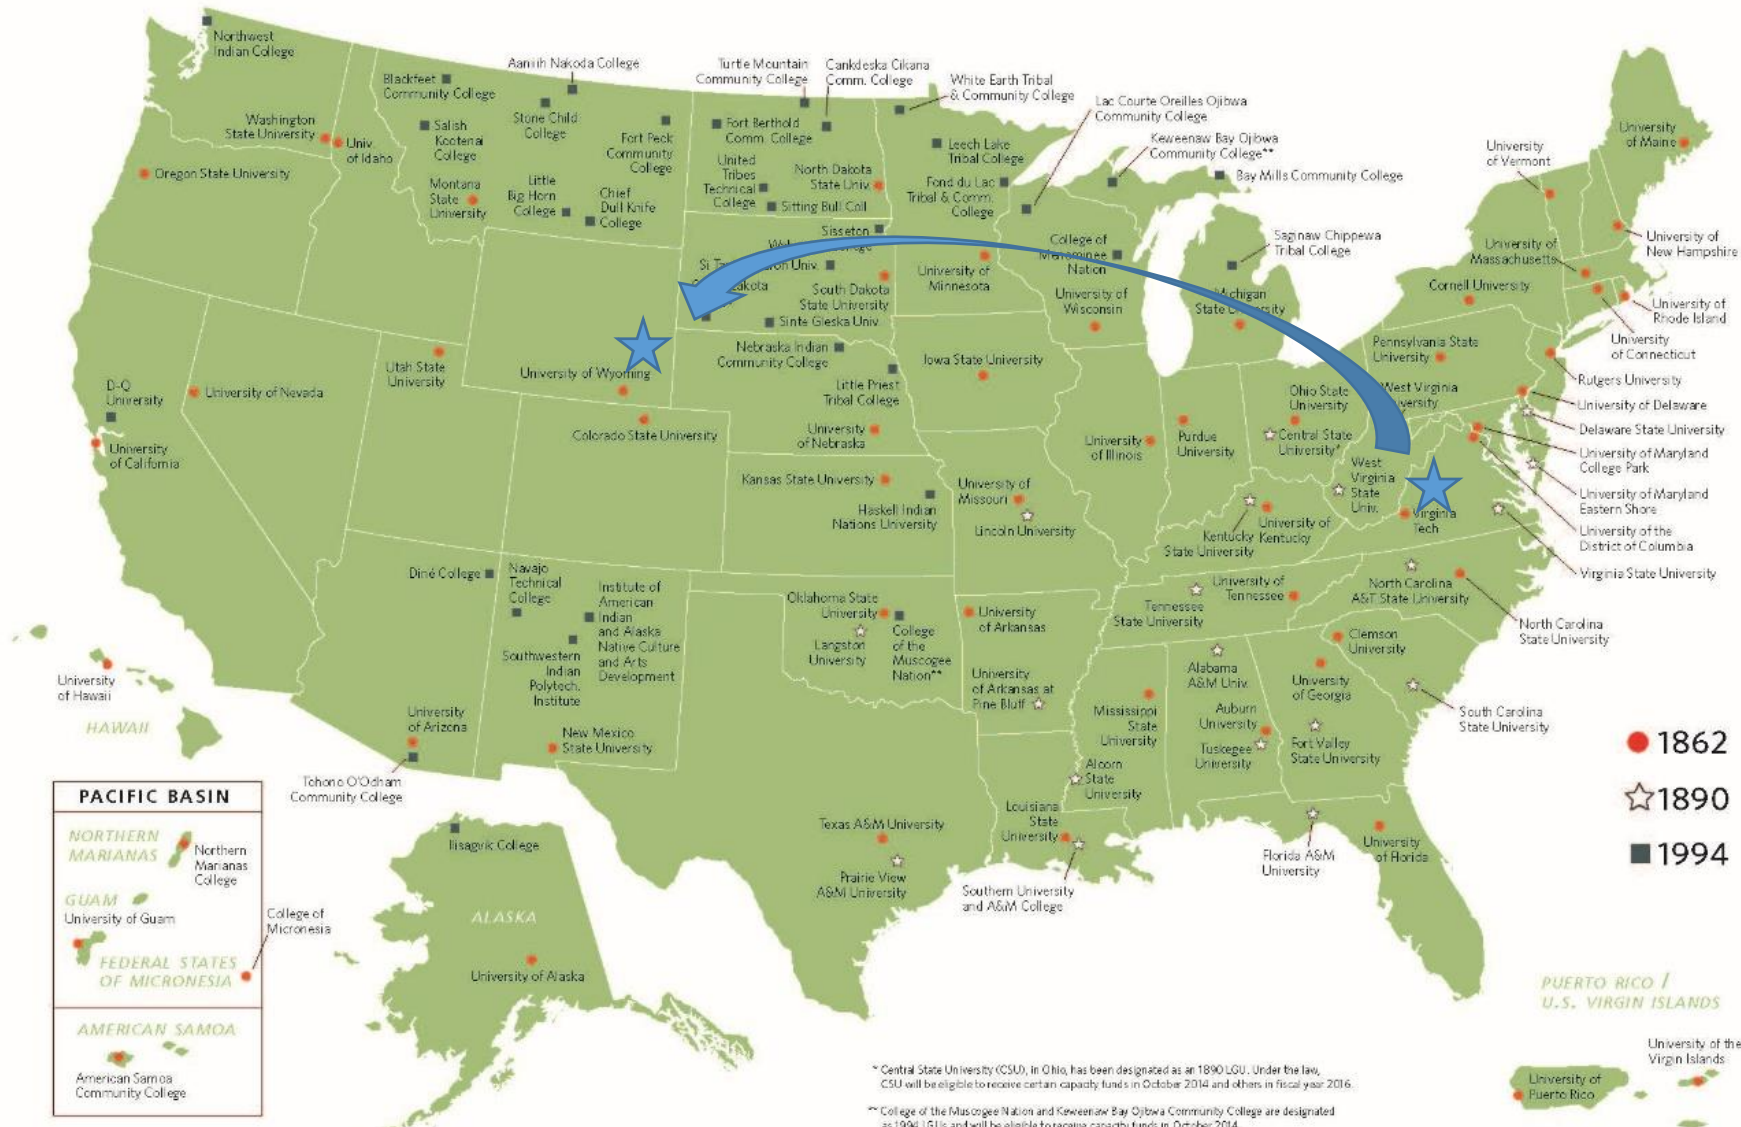 Northwest
Indian College
Washington
State University
Univ.
of Idaho
Oregon State University
Blackfeet
Community College
Aaniiih Nakoda College
Stone Child
College
Salish
Kootenai
College
Fort Peck
Community
College
Montana
State
University
Little
Big Horn
College
Chief
Dull Knife
College
Turtle Mountain
Community College
Cankdeska Cikana
Comm. College
Fort Berthold
Comm. College
United
Tribes
Technical
College
North Dakota
State Univ.
Sitting Bull Coll
White Earth Tribal
& Community College
Leech Lake
Tribal College
Fond du Lac
Tribal & Comm.
College
Lac Courte Oreilles Ojibwa
Community College
Keweenaw Bay Ojibwa
Community College**
Bay Mills Community College
Saginaw Chippewa
Tribal College
Sisseton
Univ.
South Dakota
State University
Sinte Gleska Univ.
University of
Minnesota
College of
Menominee
Nation
University of
Wisconsin
Michigan
State University
University
of Vermont
University
of Maine
University of
New Hampshire
University of
Massachusetts
Cornell University
University of
Rhode Island
University
of Connecticut
Pennsylvania State
University
Rutgers University
University of Delaware
Delaware State University
University of Maryland
College Park
University of Maryland
Eastern Shore
University of the
District of Columbia
Virginia State University
West Virginia
West
Virginia
State
Univ.
Virginia
Tech
Ohio State
University
Central State
University*
Purdue
University
University
of Illinois
Iowa State University
Nebraska Indian
Community College
Little Priest
Tribal College
University
of Nebraska
University of Wyoming
Colorado State University
Utah State
University
University of Nevada
D-Q
University
University
of California
Kansas State University
Haskell Indian
Nations University
University of
Missouri
Lincoln University
Kentucky
State University
University of
Kentucky
University of
Tennessee
Tennessee
State University
North Carolina
A&T State University
North Carolina
State University
Clemson
University
University
of Georgia
South Carolina
State University
Fort Valley
State University
Alabama
A&M Univ.
Auburn
University
Tuskegee
University
Mississippi
State
University
Alcorn
State
University
Louisiana
State
University
Southern University
and A&M College
Florida A&M
University
University
of Florida
University
of Arkansas
University
of Arkansas at
Pine Bluff
Oklahoma State
University
Langston
University
College
of the
Muscogee
Nation**
Texas A&M University
Prairie View
A&M University
Diné College
Navajo
Technical
College
Institute of
American
Indian
and Alaska
Native Culture
and Arts
Development
Southwestern
Indian
Polytech.
Institute
New Mexico
State University
University
of Arizona
Tohono O'Odham
Community College
University
of Hawaii
HAWAII
PACIFIC BASIN
NORTHERN
MARIANAS
Northern
Marianas
College
GUAM
University of Guam
College of
Micronesia
FEDERAL STATES
OF MICRONESIA
AMERICAN SAMOA
American Samoa
Community College
Ilisagvik College
ALASKA
University of Alaska
1862
1890
1994
PUERTO RICO /
U.S. VIRGIN ISLANDS
University of the
Virgin Islands
University of
Puerto Rico
* Central State University (CSU), in Ohio, has been designated as an 1890 LGU. Under the law,
CSU will be eligible to receive certain capacity funds in October 2014 and others in fiscal year 2016.
** College of the Muscogee Nation and Keweenaw Bay Ojibwa Community College are designated
as 1994 LGUs and will be eligible to receive capacity funds in October 2014.